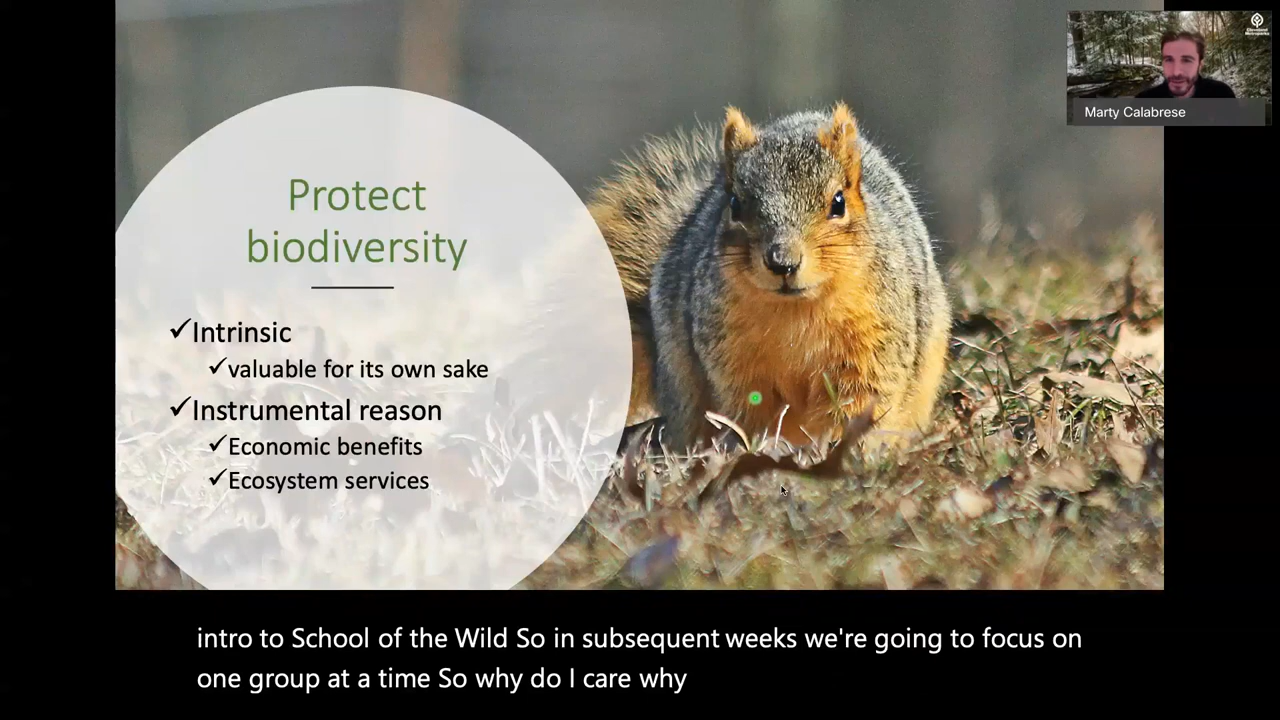 Protect
biodiversity
✓Intrinsic
✓valuable for its own sake
✓Instrumental reason
✓Economic benefits
✓Ecosystem services
Cleveland
Metroparks
Marty Calabrese
intro to School of the Wild So in subsequent weeks we're going to focus on
one group at a time So why do I care why